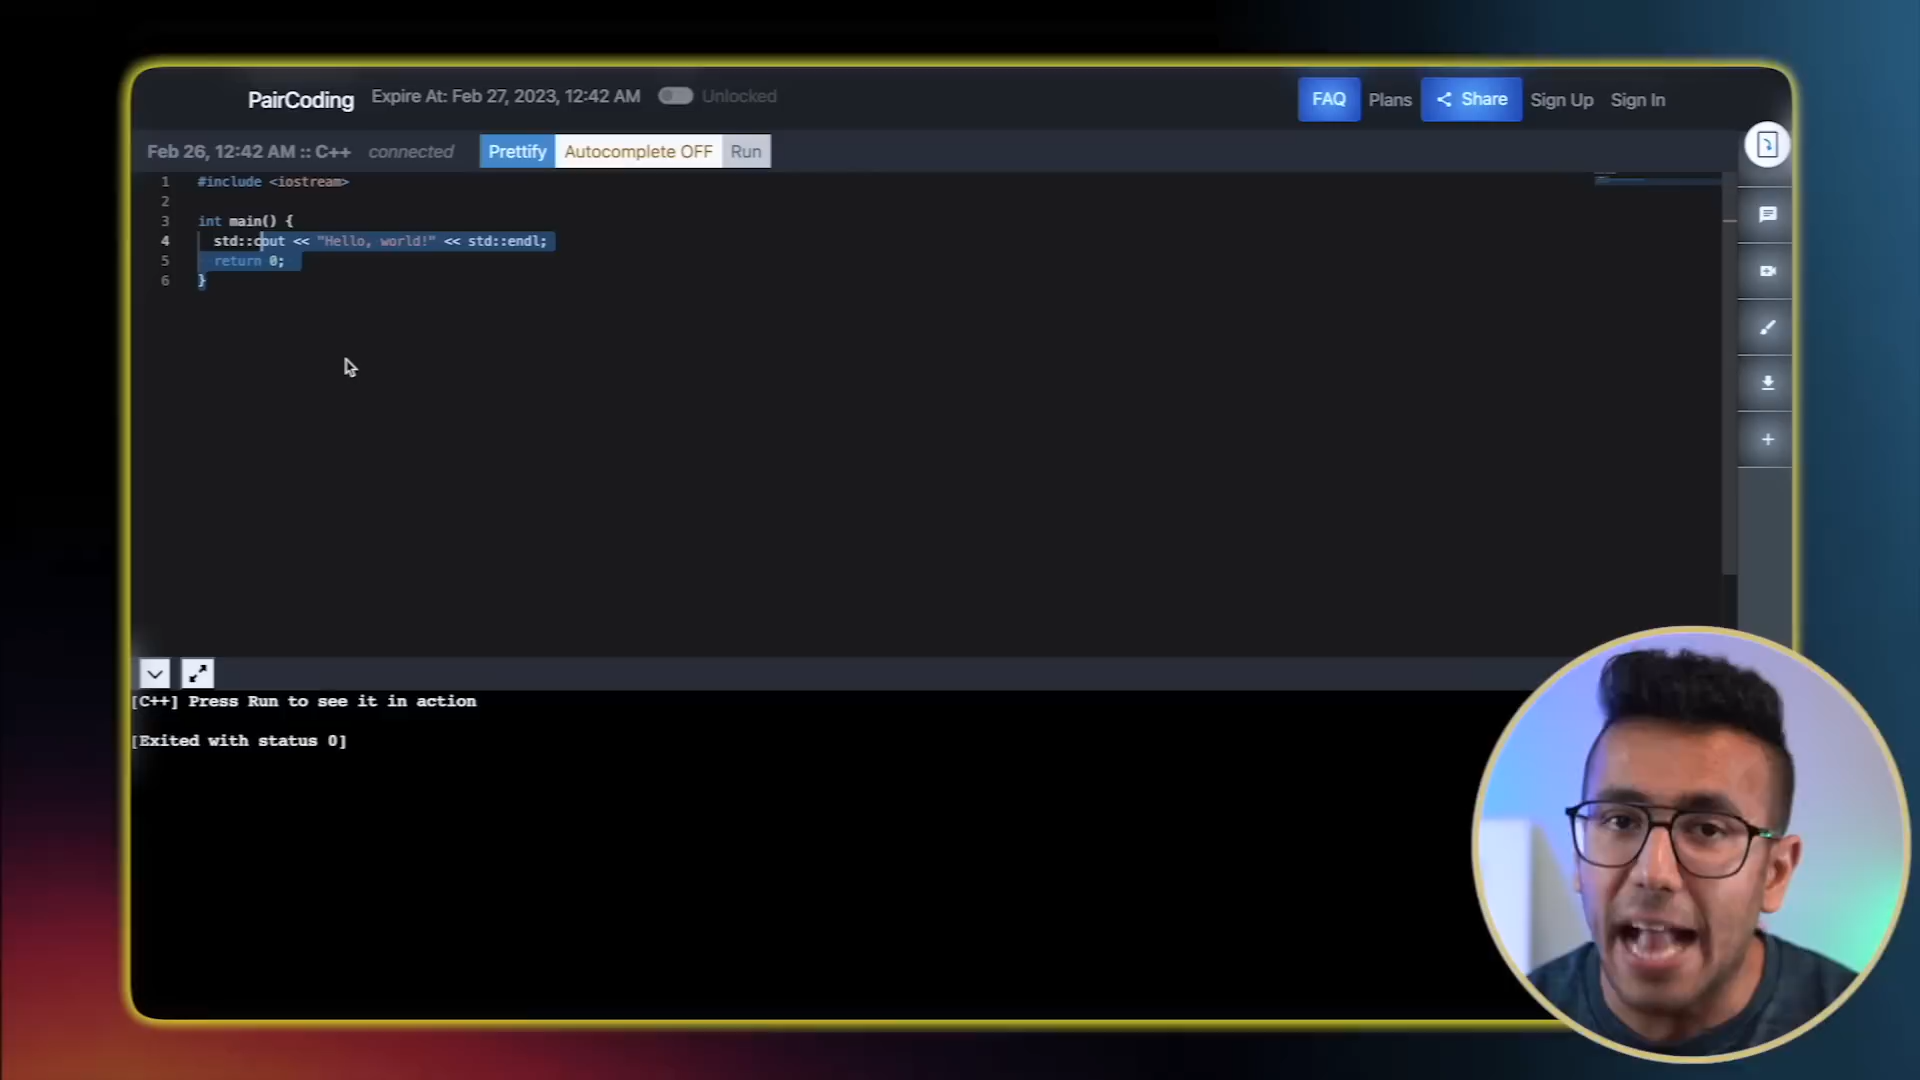 PairCoding Expire At: Feb 27, 2023, 12:42 AM Unlocked FAQ Plans Share Sign Up Sign In
Feb 26, 12:42 AM :: C++ connected Prettify Autocomplete OFF Run
1 #include <iostream>
2
3 int main() {
4 std::cout << "Hello, world!" << std::endl;
5 return 0;
6 }
[C++] Press Run to see it in action
[Exited with status 0]